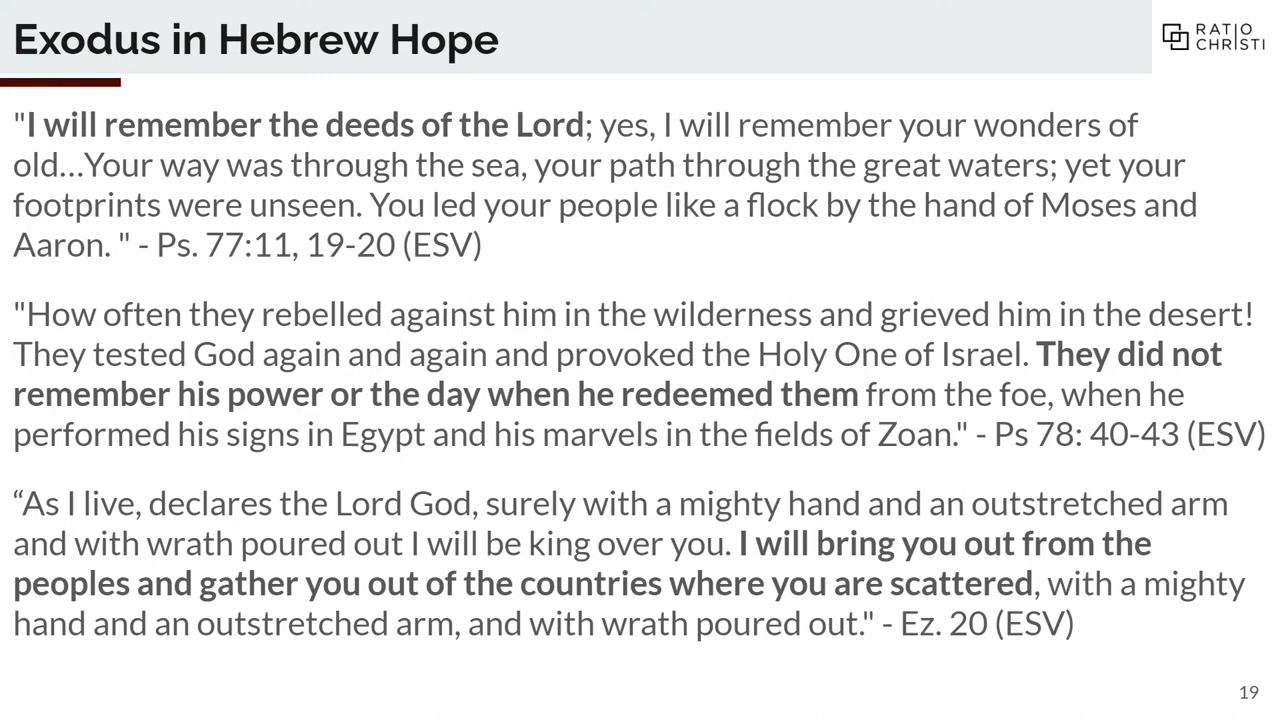 Exodus in Hebrew Hope
RATIO
CHRISTI
"I will remember the deeds of the Lord; yes, I will remember your wonders of
old...Your way was through the sea, your path through the great waters; yet your
footprints were unseen. You led your people like a flock by the hand of Moses and
Aaron. " - Ps. 77:11, 19-20 (ESV)
"How often they rebelled against him in the wilderness and grieved him in the desert!
They tested God again and again and provoked the Holy One of Israel. They did not
remember his power or the day when he redeemed them from the foe, when he
performed his signs in Egypt and his marvels in the fields of Zoan." - Ps 78: 40-43 (ESV)
“As I live, declares the Lord God, surely with a mighty hand and an outstretched arm
and with wrath poured out I will be king over you. I will bring you out from the
peoples and gather you out of the countries where you are scattered, with a mighty
hand and an outstretched arm, and with wrath poured out." - Ez. 20 (ESV)
19